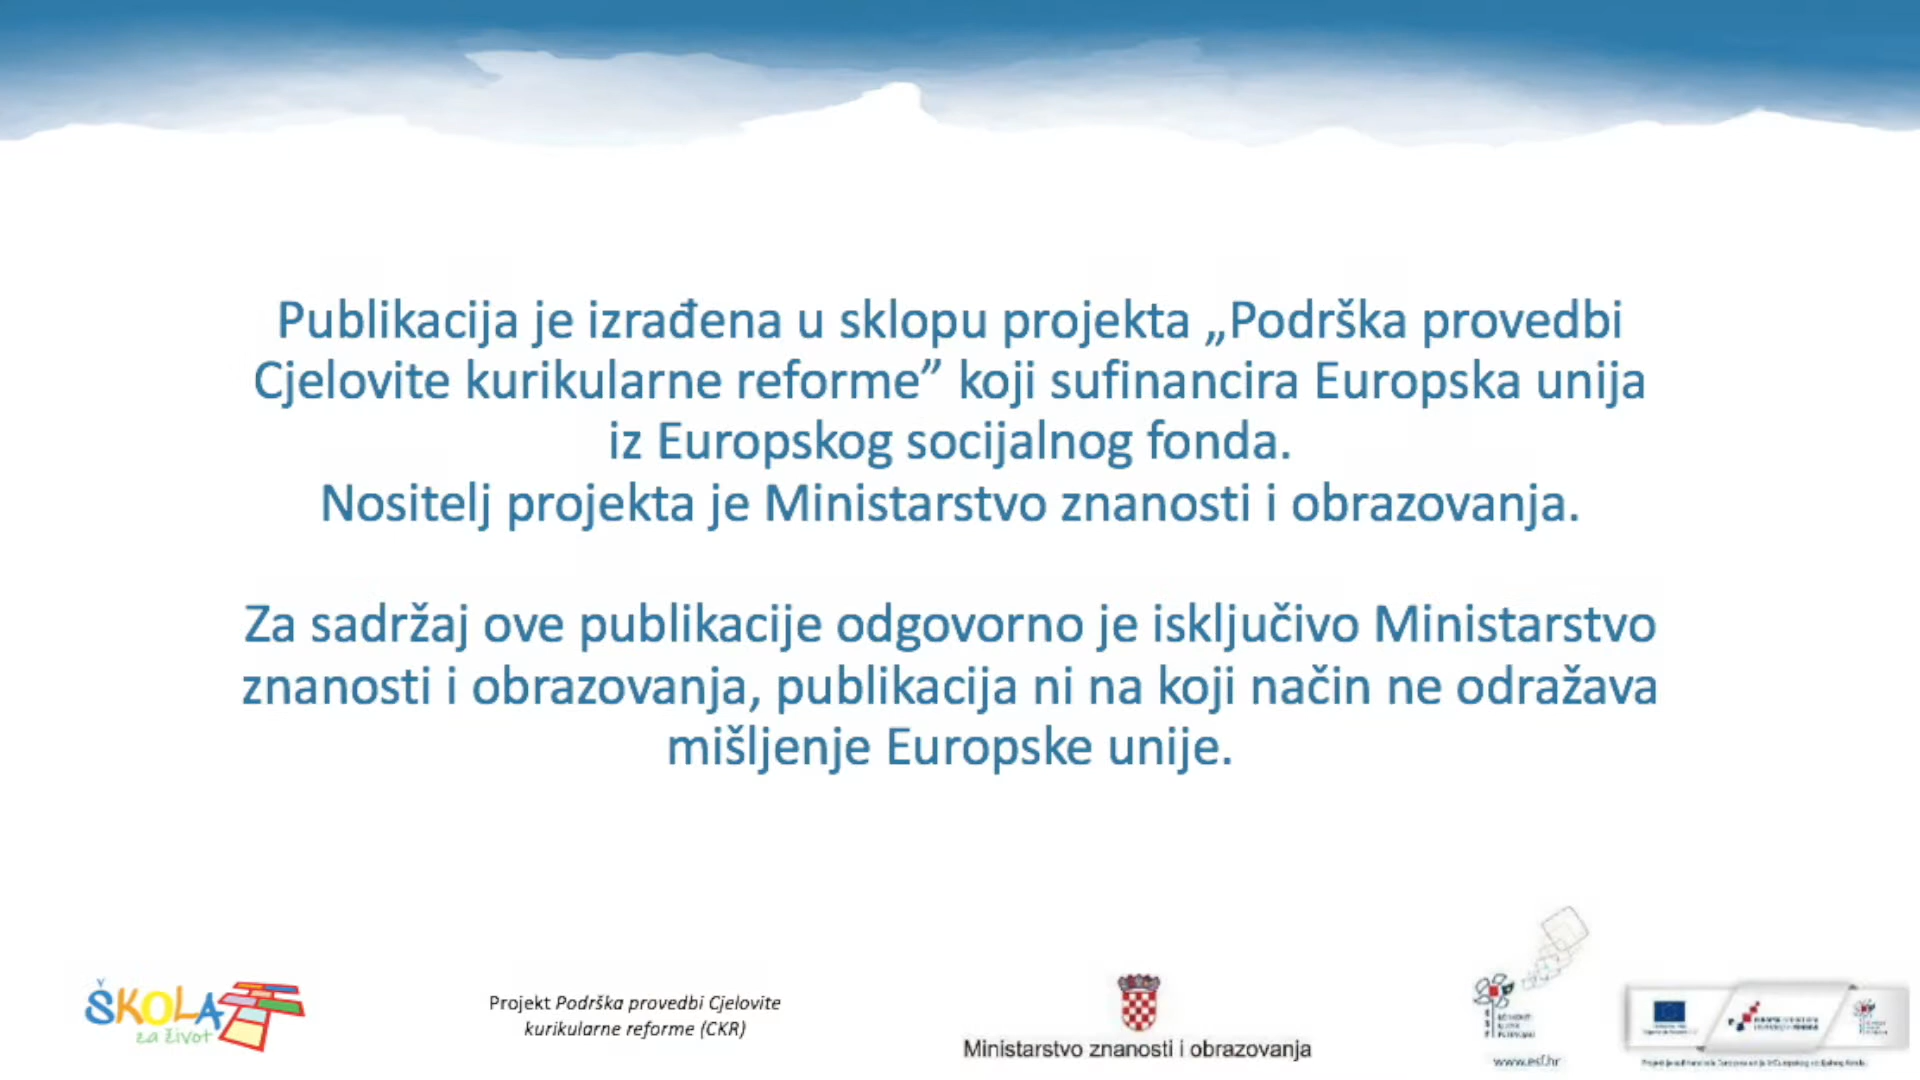 Publikacija je izrađena u sklopu projekta „Podrška provedbi
Cjelovite kurikularne reforme” koji sufinancira Europska unija
iz Europskog socijalnog fonda.
Nositelj projekta je Ministarstvo znanosti i obrazovanja.
Za sadržaj ove publikacije odgovorno je isključivo Ministarstvo
znanosti i obrazovanja, publikacija ni na koji način ne odražava
mišljenje Europske unije.
ŠKOLA
za život
Projekt Podrška provedbi Cjelovite
kurikularne reforme (CKR)
Ministarstvo znanosti i obrazovanja
www.esf.hr